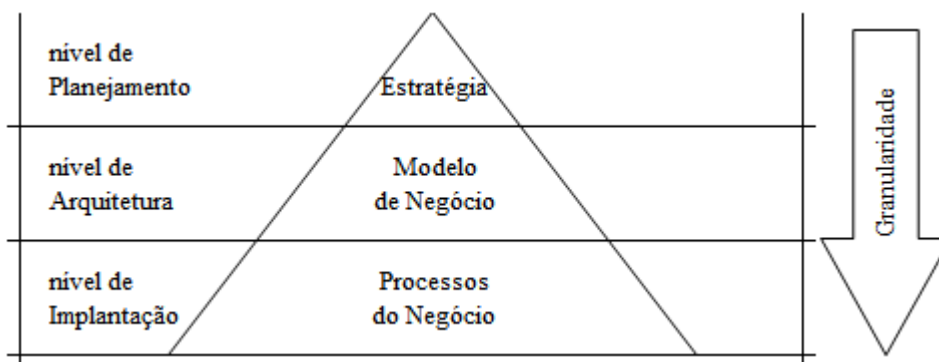 nível de
Planejamento
Estratégia
nível de
Arquitetura
Modelo
de Negócio
nível de
Implantação
Processos
do Negócio
Granularidade